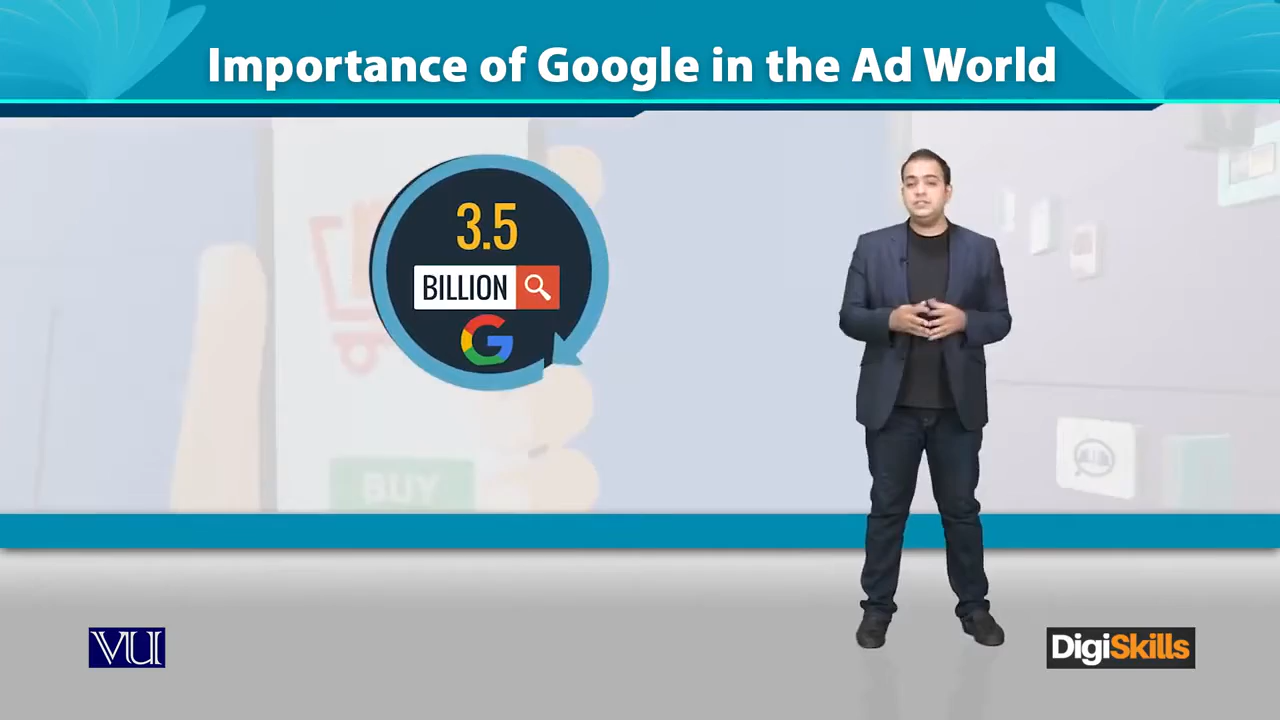 Importance of Google in the Ad World
3.5
BILLION
G
BUY
VU
DigiSkills